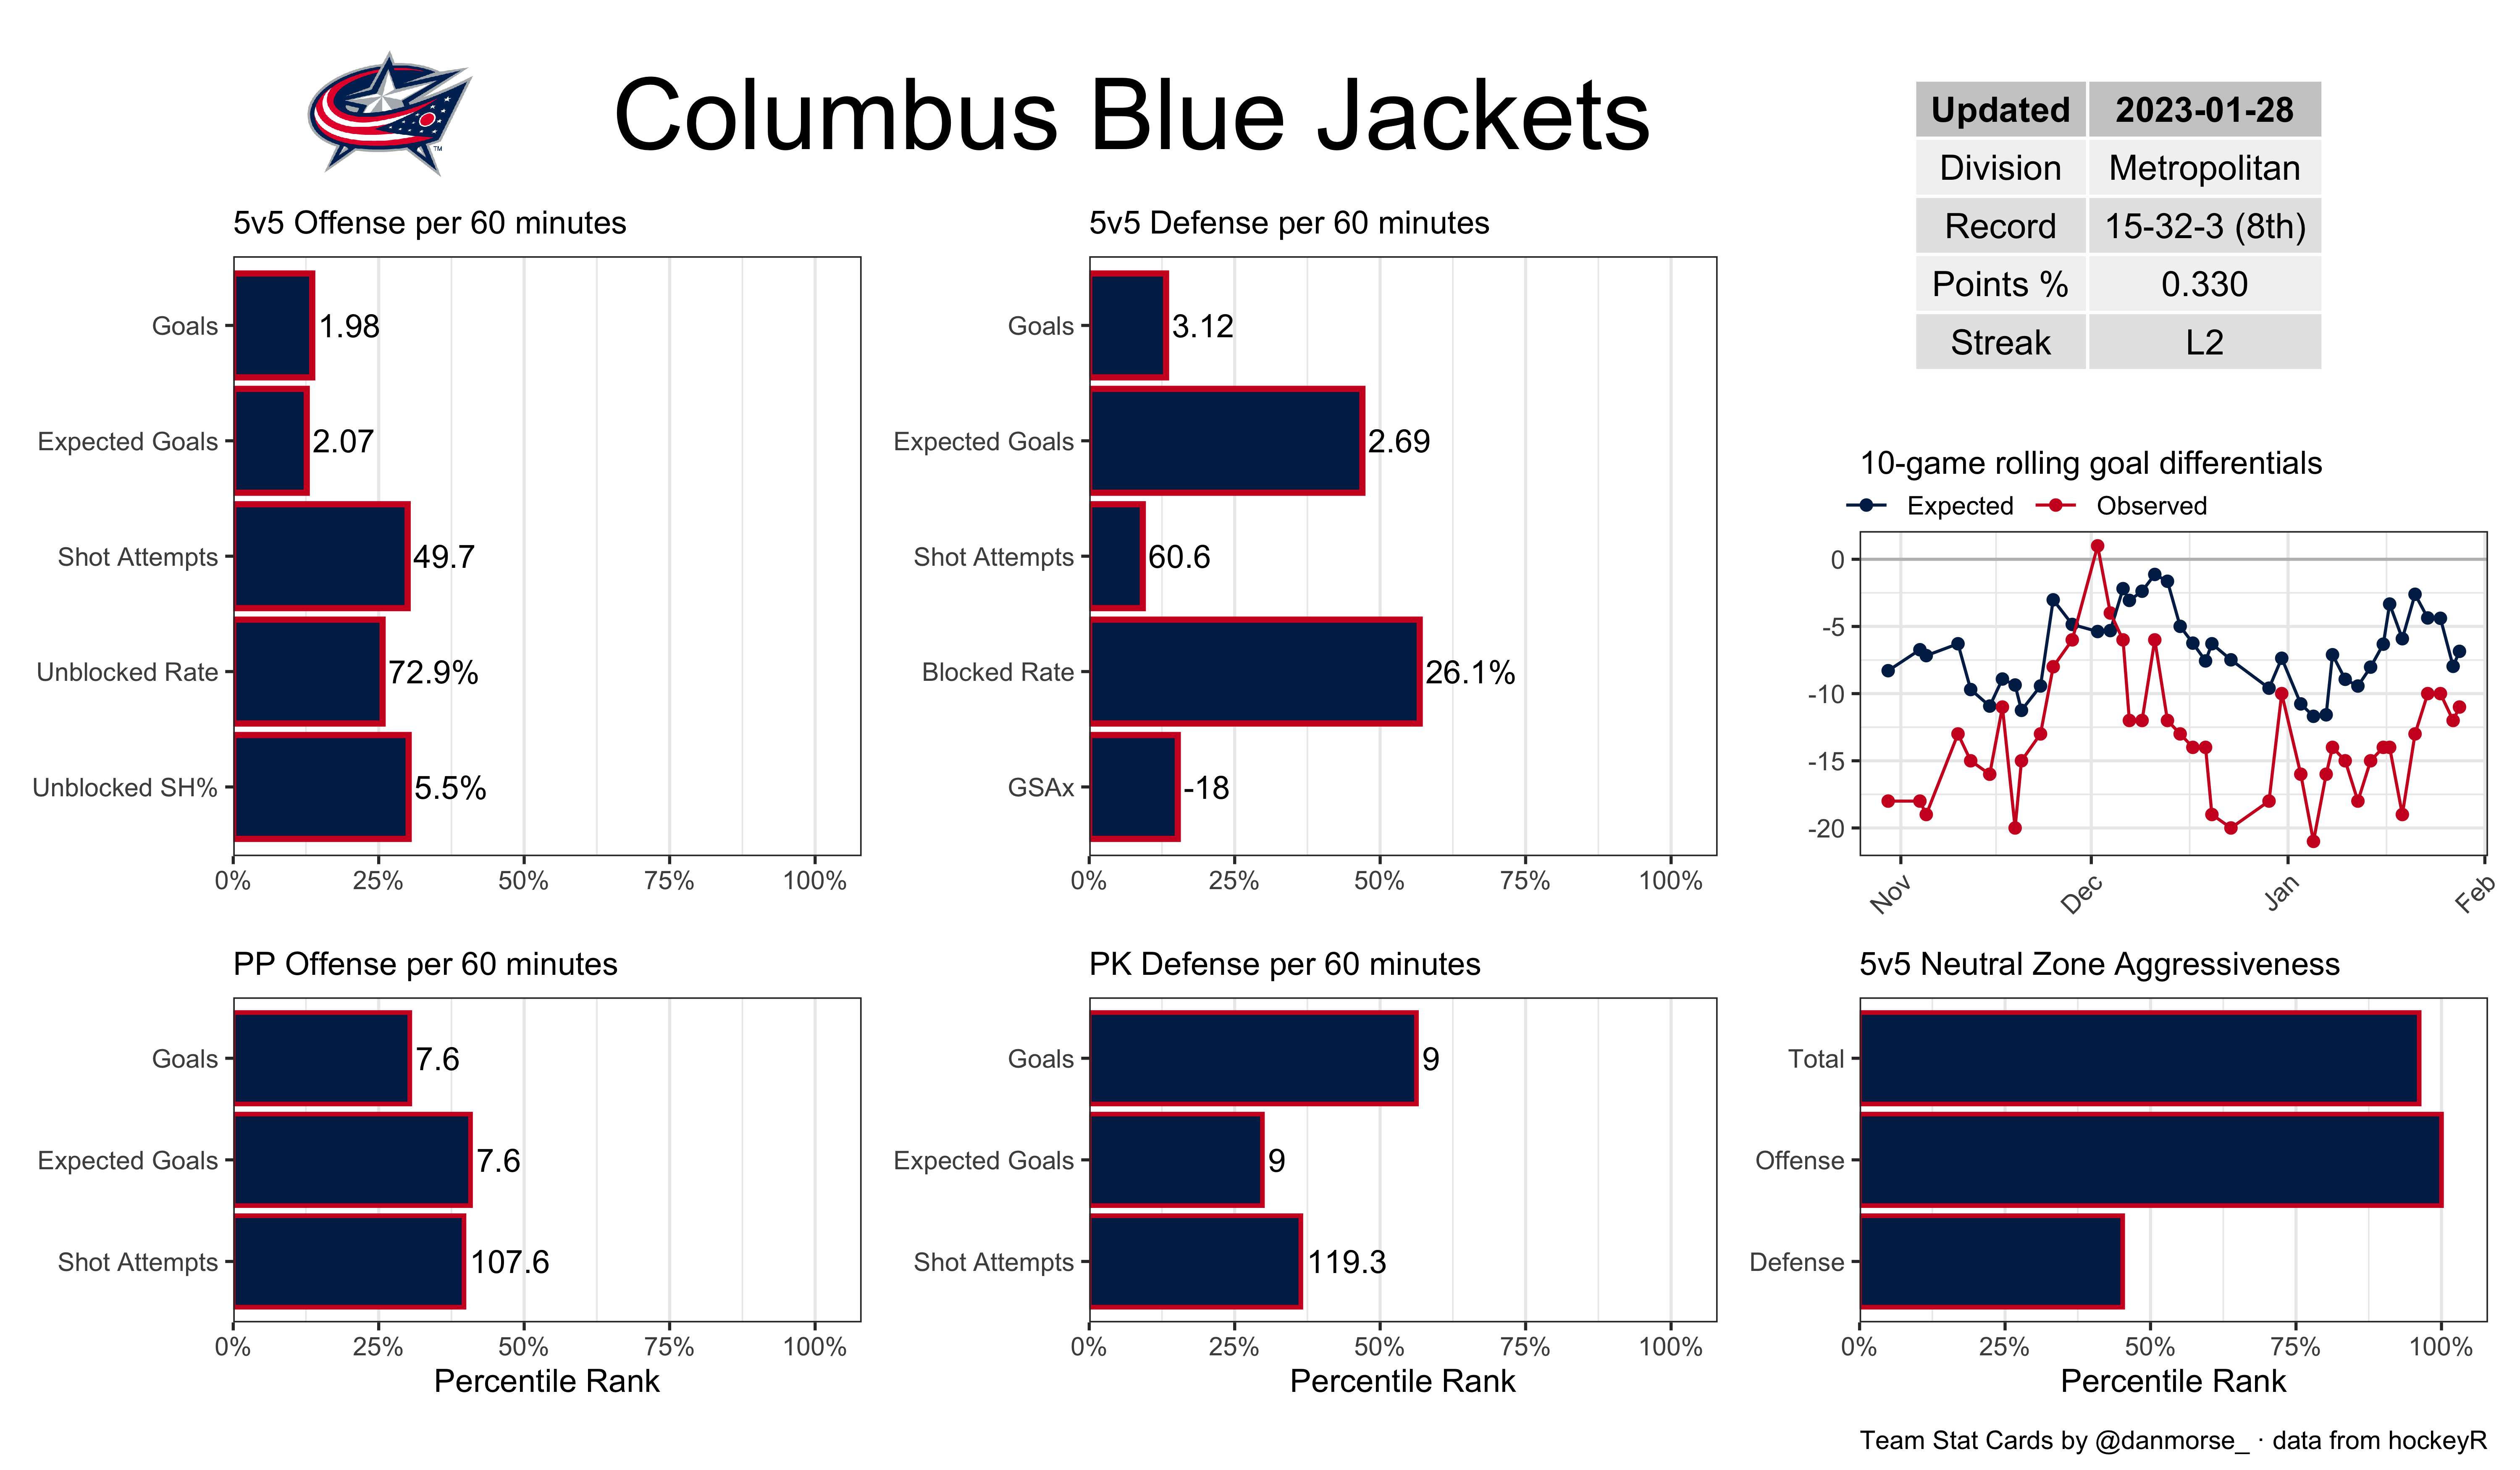 Columbus Blue Jackets
Updated 2023-01-28
Division Metropolitan
Record 15-32-3 (8th)
Points % 0.330
Streak L2
5v5 Offense per 60 minutes
Goals 1.98
Expected Goals 2.07
Shot Attempts 49.7
Unblocked Rate 72.9%
Unblocked SH% 5.5%
0% 25% 50% 75% 100%
5v5 Defense per 60 minutes
Goals 3.12
Expected Goals 2.69
Shot Attempts 60.6
Blocked Rate 26.1%
GSAx -18
0% 25% 50% 75% 100%
10-game rolling goal differentials
Expected Observed
0
-5
-10
-15
-20
Nov Dec Jan Feb
PP Offense per 60 minutes
Goals 7.6
Expected Goals 7.6
Shot Attempts 107.6
0% 25% 50% 75% 100%
Percentile Rank
PK Defense per 60 minutes
Goals 9
Expected Goals 9
Shot Attempts 119.3
0% 25% 50% 75% 100%
Percentile Rank
5v5 Neutral Zone Aggressiveness
Total
Offense
Defense
0% 25% 50% 75% 100%
Percentile Rank
Team Stat Cards by @danmorse_ · data from hockeyR